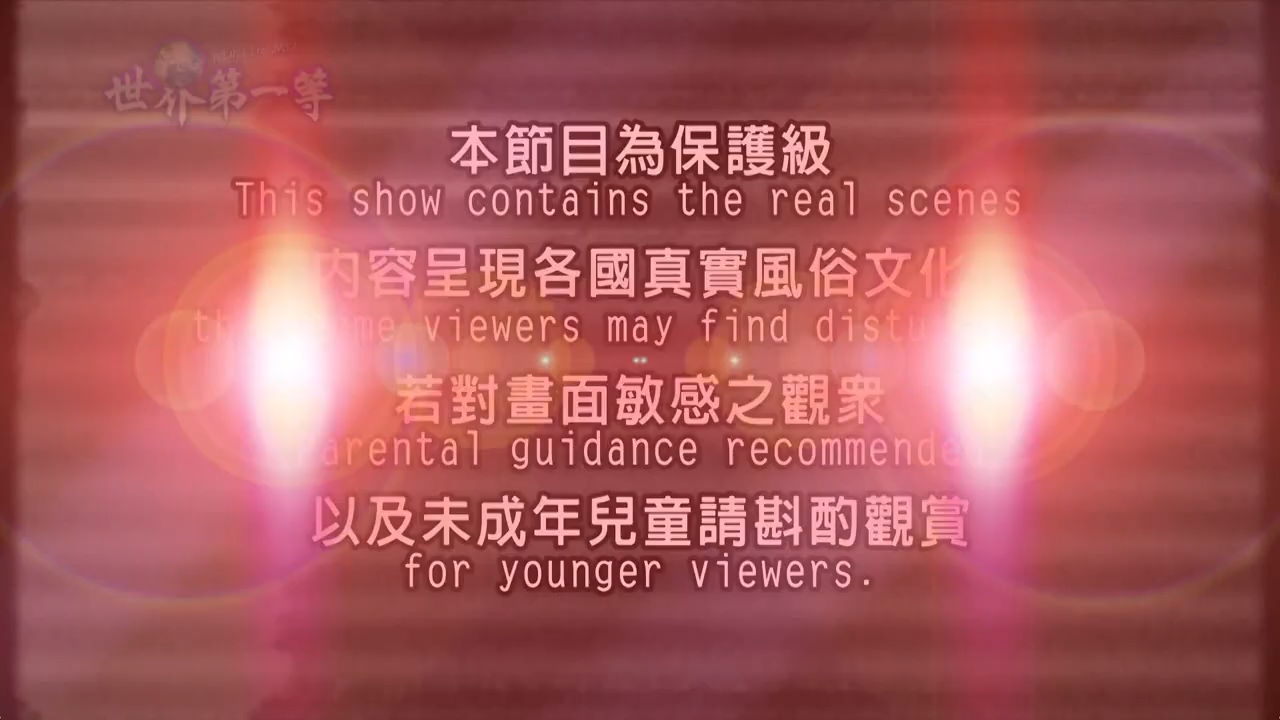 世界第一等
本節目為保護級
This show contains the real scenes
內容呈現各國真實風俗文化
viewers may find
若對畫面敏感之觀眾
parental guidance recommended
以及未成年兒童請斟酌觀賞
for younger viewers.